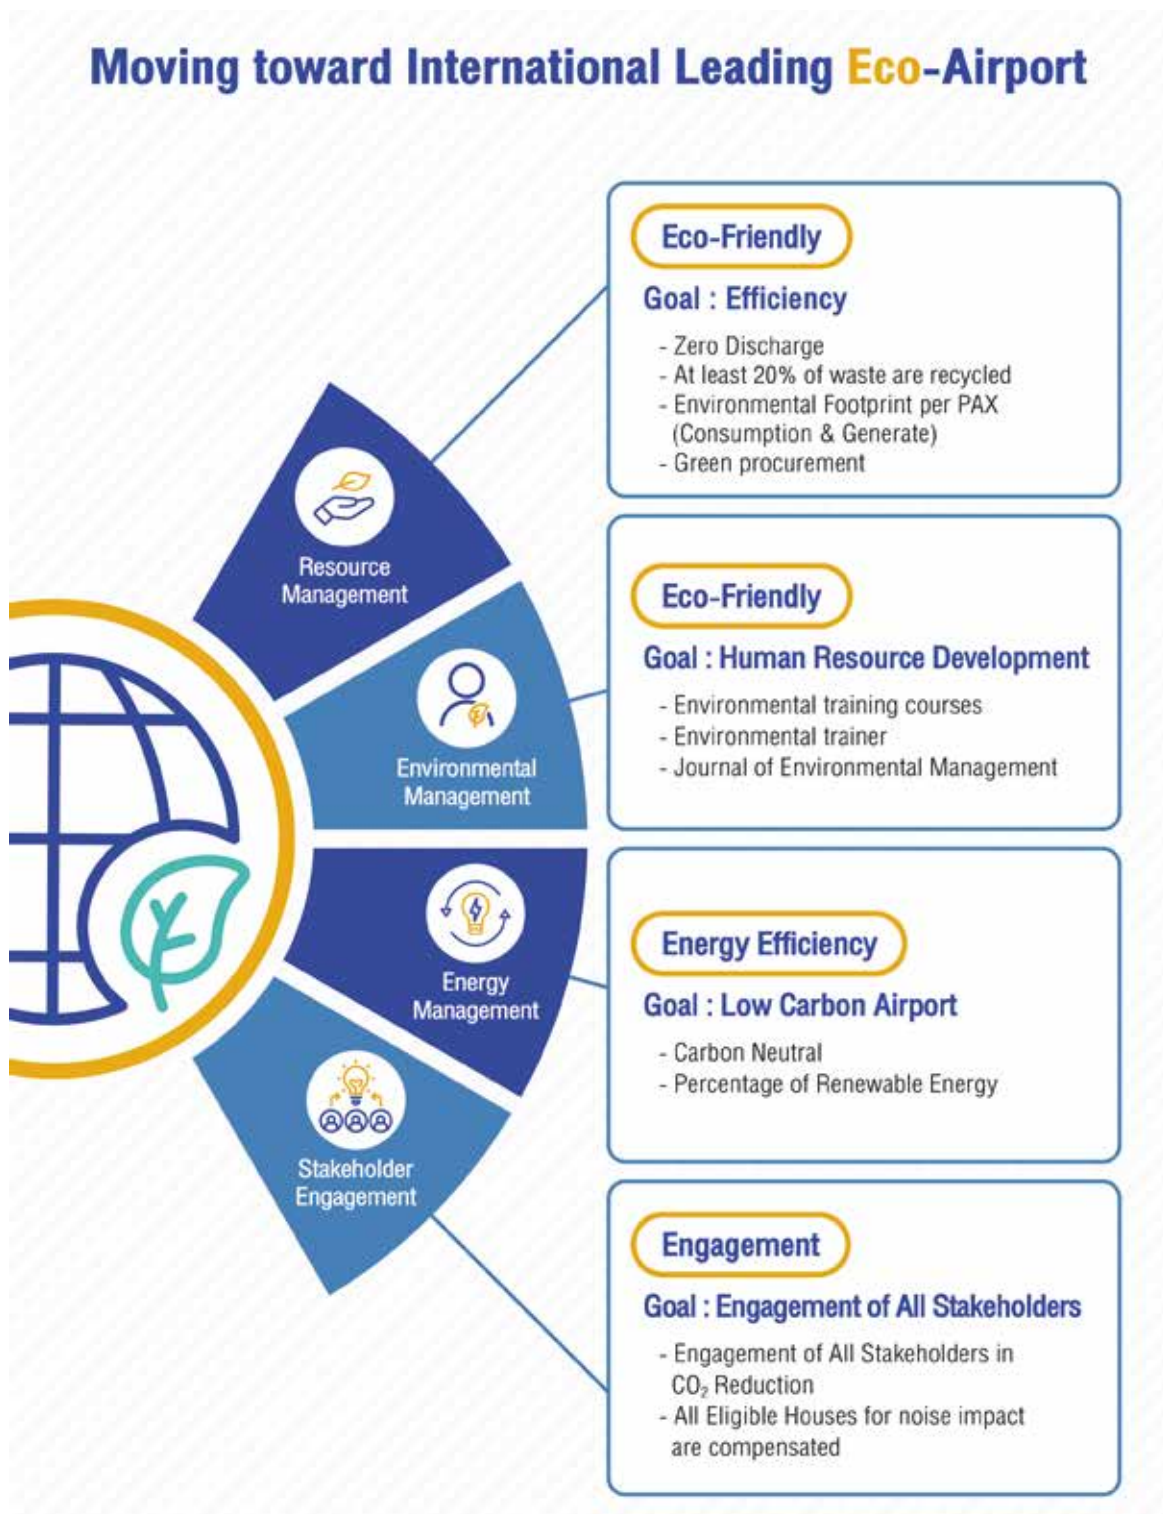 Moving toward International Leading Eco-Airport
Resource
Management
Eco-Friendly
Goal : Efficiency
- Zero Discharge
- At least 20% of waste are recycled
- Environmental Footprint per PAX
(Consumption & Generate)
- Green procurement
Environmental
Management
Eco-Friendly
Goal : Human Resource Development
- Environmental training courses
- Environmental trainer
- Journal of Environmental Management
Energy
Management
Energy Efficiency
Goal : Low Carbon Airport
- Carbon Neutral
- Percentage of Renewable Energy
Stakeholder
Engagement
Engagement
Goal : Engagement of All Stakeholders
- Engagement of All Stakeholders in
CO₂ Reduction
- All Eligible Houses for noise impact
are compensated